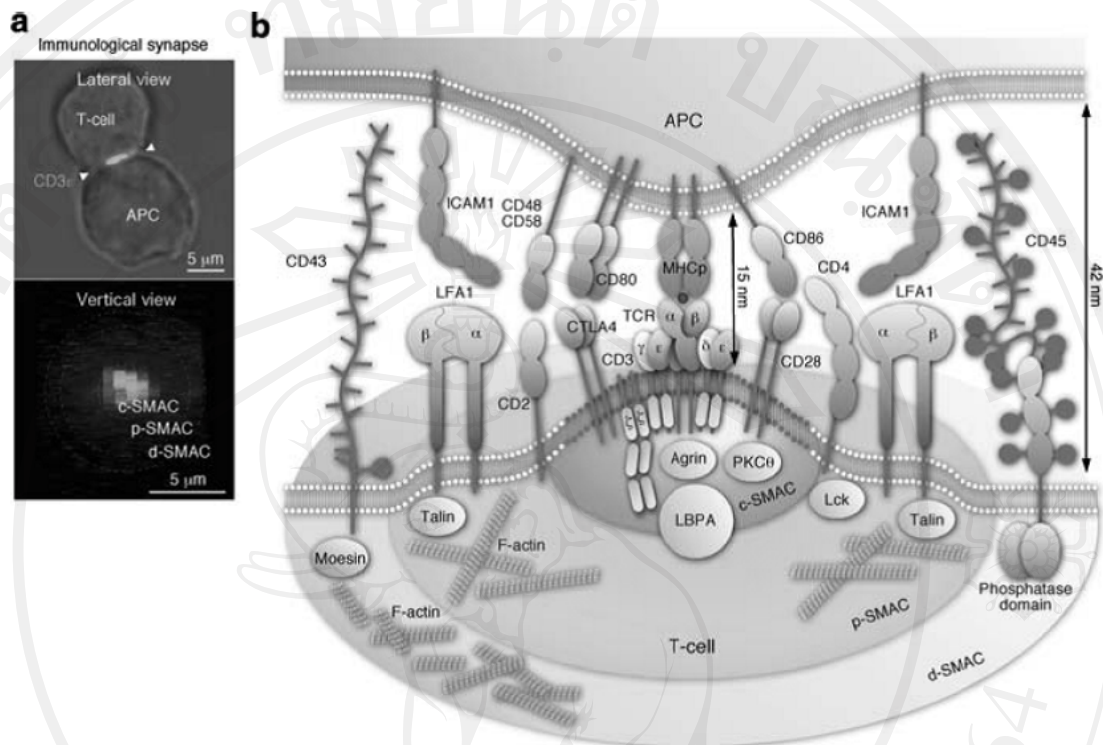 a
Immunological synapse
Lateral view
T-cell
CD3ε
APC
5 μm
Vertical view
c-SMAC
p-SMAC
d-SMAC
5 μm
b
APC
ICAM1
CD48
CD58
CD43
CD80
MHCp
15 nm
CD86
CD4
ICAM1
CD45
42 nm
LFA1
β
α
CTLA4
TCR
α
β
CD3
γ
ε
δ
ε
CD28
LFA1
α
β
CD2
Agrin
PKCθ
c-SMAC
LBPA
Lck
Talin
Talin
F-actin
Moesin
F-actin
p-SMAC
Phosphatase
domain
T-cell
d-SMAC